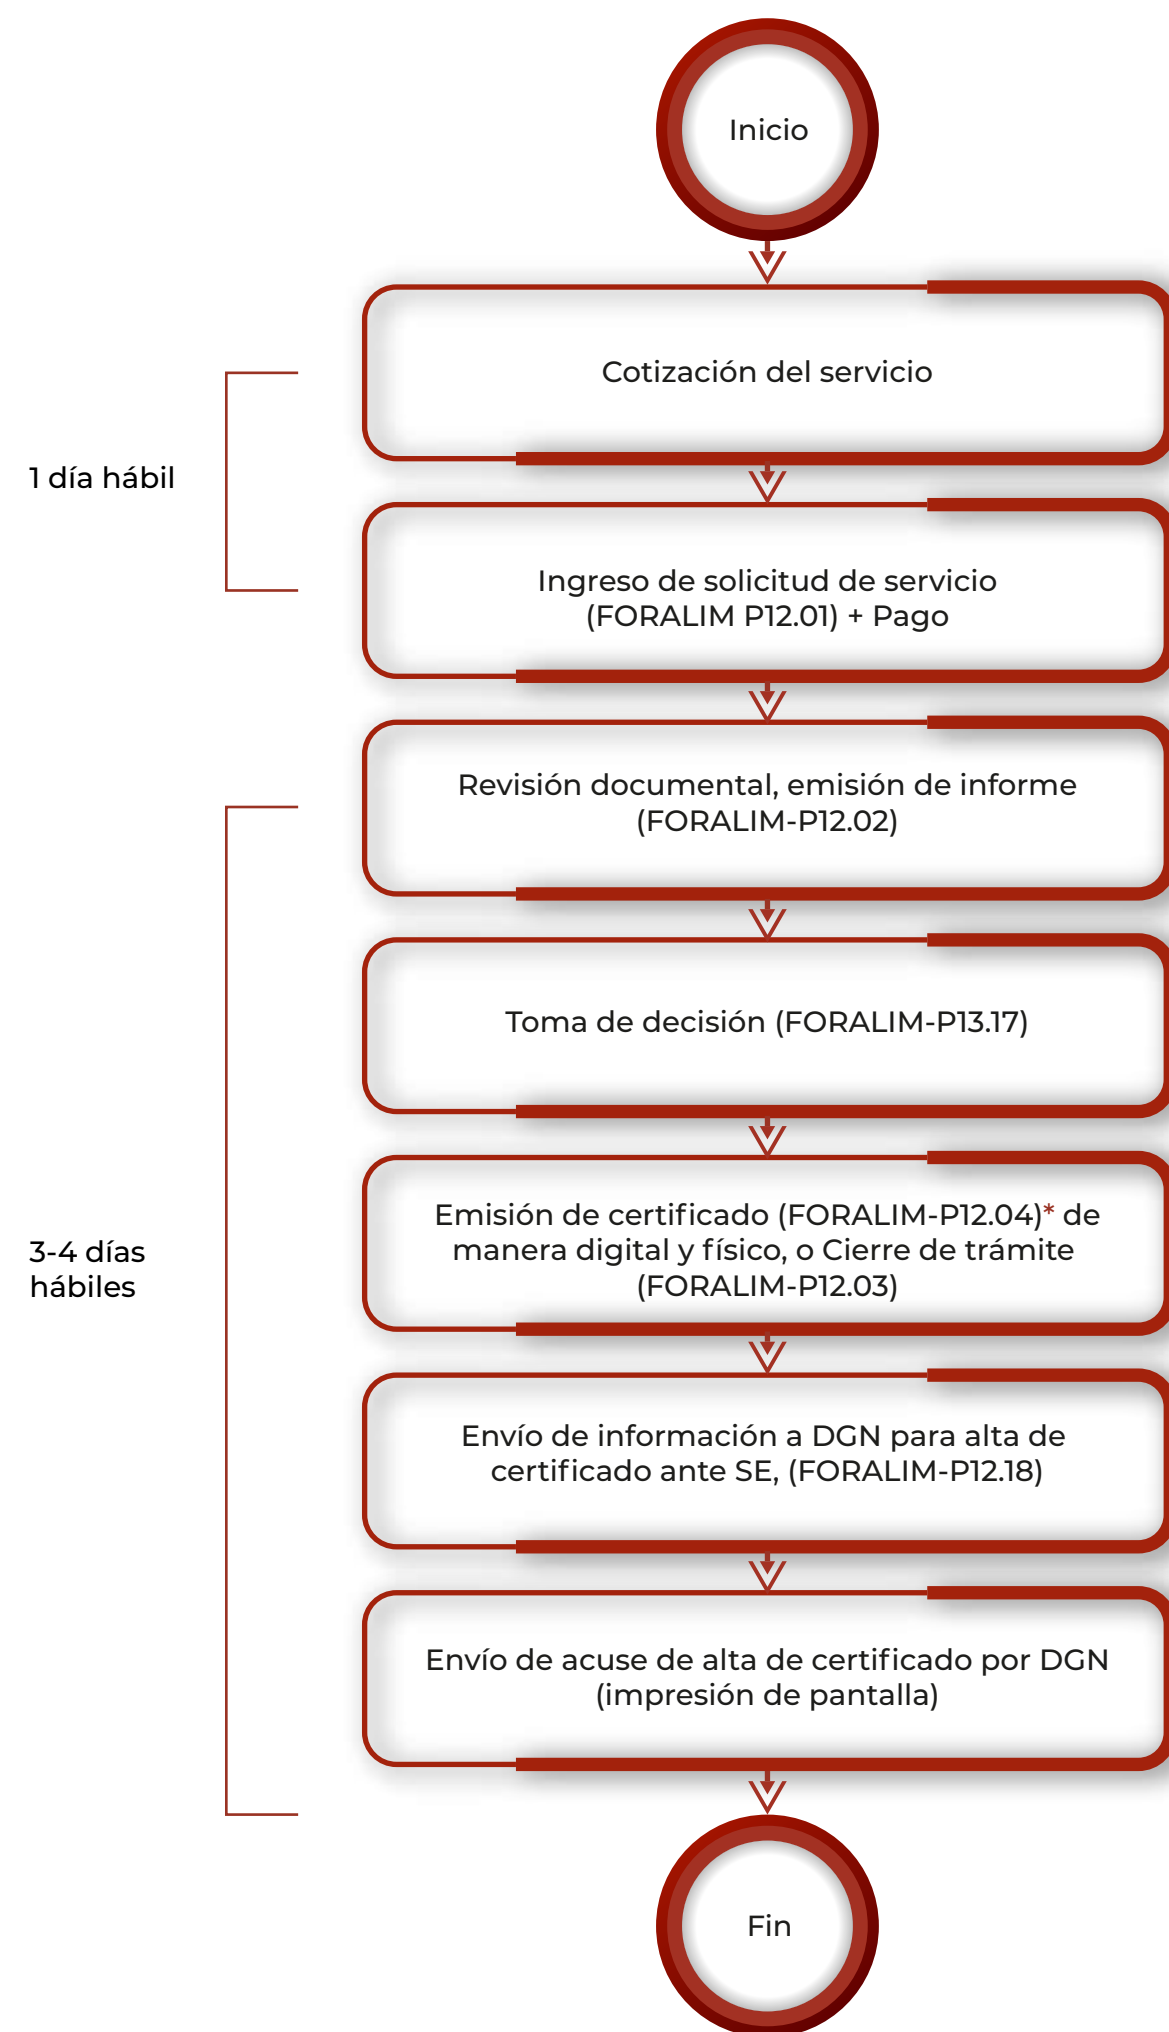 Inicio
Cotización del servicio
1 día hábil
Ingreso de solicitud de servicio
(FORALIM P12.01) + Pago
Revisión documental, emisión de informe
(FORALIM-P12.02)
Toma de decisión (FORALIM-P13.17)
Emisión de certificado (FORALIM-P12.04)* de
manera digital y físico, o Cierre de trámite
(FORALIM-P12.03)
3-4 días
hábiles
Envío de información a DGN para alta de
certificado ante SE, (FORALIM-P12.18)
Envío de acuse de alta de certificado por DGN
(impresión de pantalla)
Fin